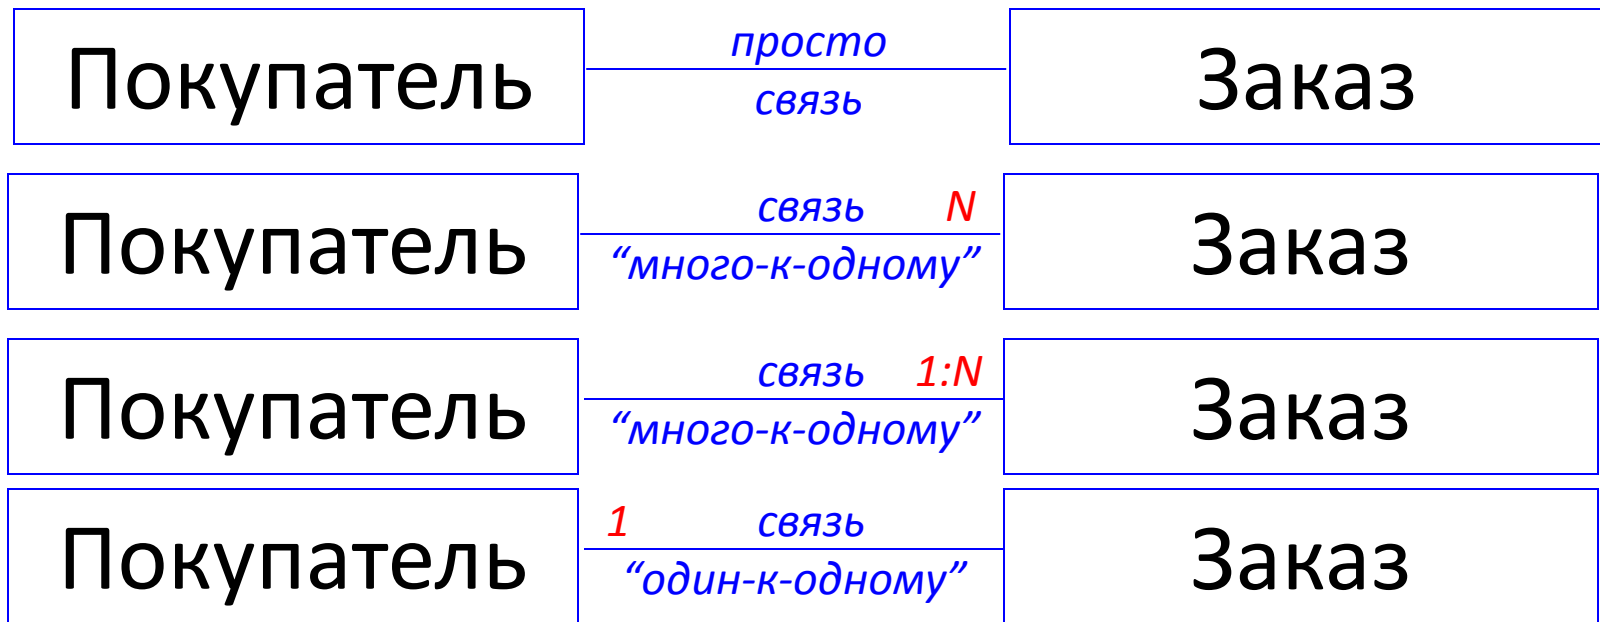 Покупатель просто Заказ
связь
Покупатель связь N Заказ
“много-к-одному”
Покупатель связь 1:N Заказ
“много-к-одному”
Покупатель 1 связь Заказ
“один-к-одному”